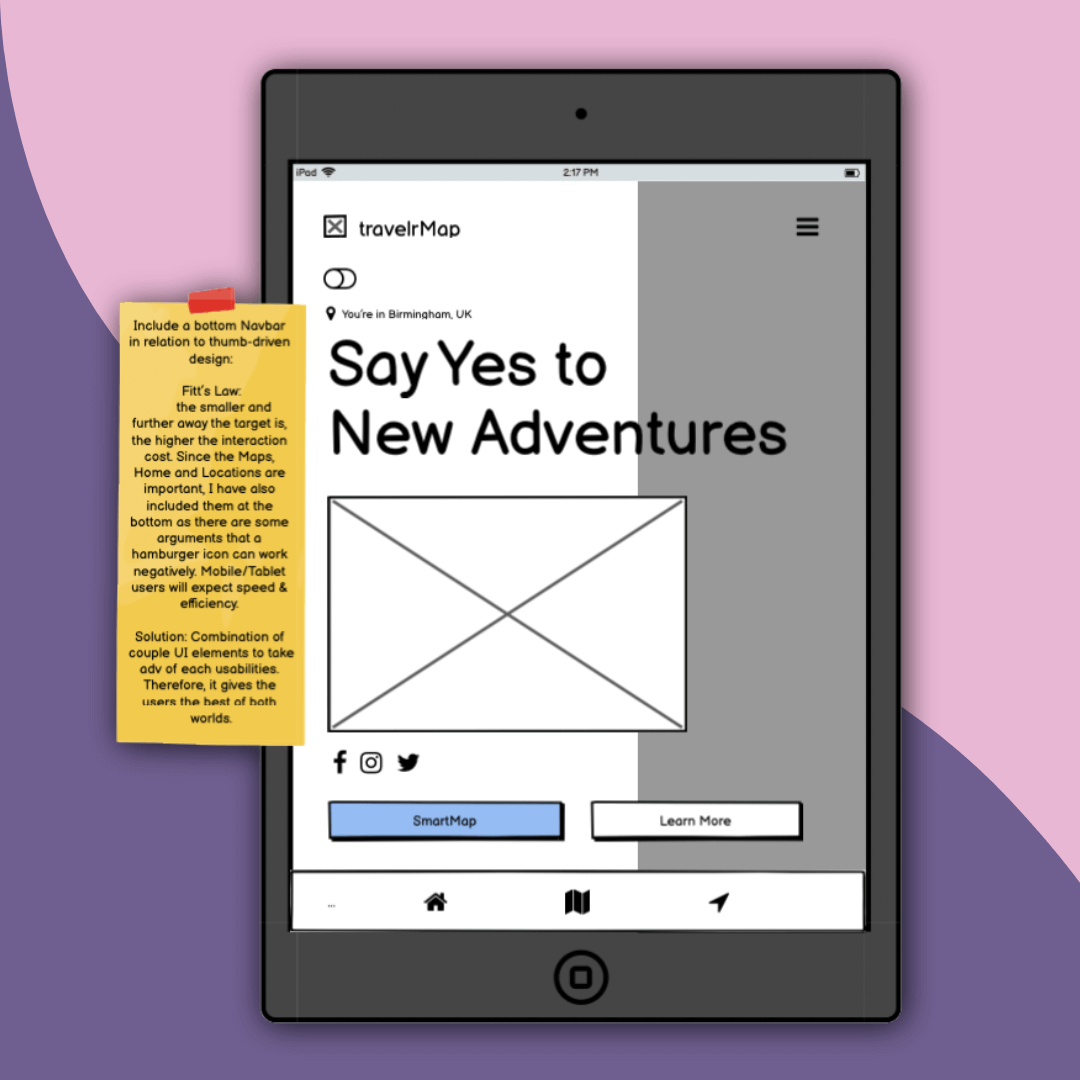 iPad
2:17 PM
travelrMap
You're in Birmingham, UK
Say Yes to
New Adventures
SmartMap
Learn More
...
Include a bottom Navbar
in relation to thumb-driven
design:
Fitt's Law:
the smaller and
further away the target is,
the higher the interaction
cost. Since the Maps,
Home and Locations are
important, I have also
included them at the
bottom as there are some
arguments that a
hamburger icon can work
negatively. Mobile/Tablet
users will expect speed &
efficiency.
Solution: Combination of
couple UI elements to take
adv of each usabilities.
Therefore, it gives the
users the best of both
worlds.